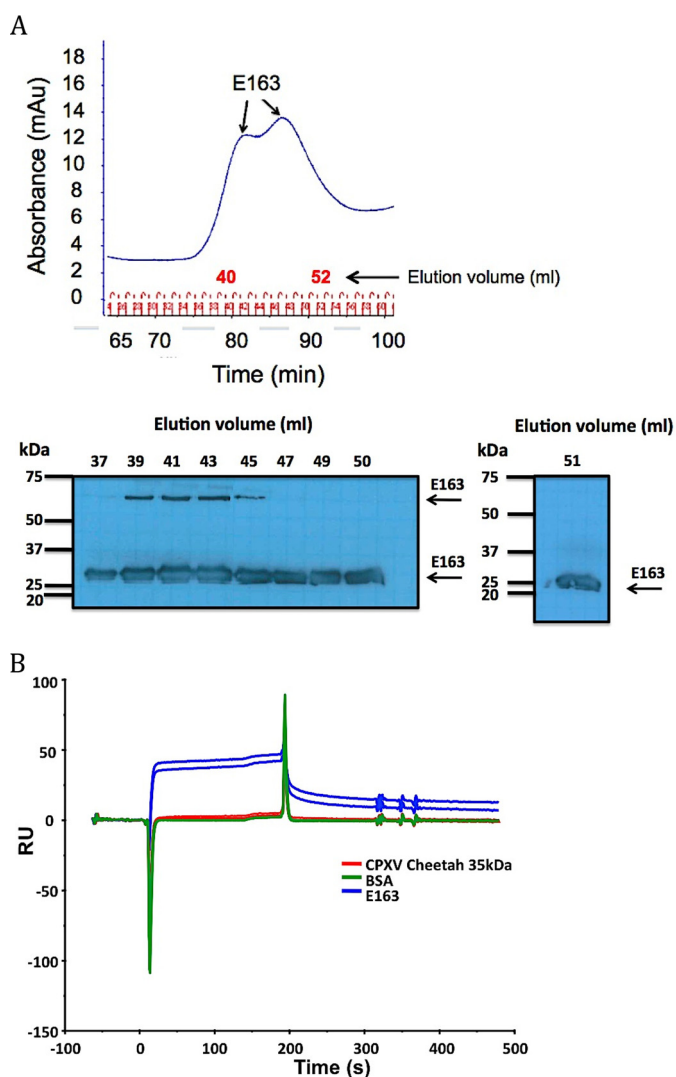 A
18
16
14
12
10
8
6
4
2
0
Absorbance (mAu)
E163
40 52 Elution volume (ml)
65 70 80 90 100
Time (min)
Elution volume (ml)
kDa 37 39 41 43 45 47 49 50
75
50
37
25
20
E163
E163
Elution volume (ml)
kDa 51
75
50
37
25
20
E163
B
100
50
0
-50
-100
-150
RU
CPXV Cheetah 35kDa
BSA
E163
-100 0 100 200 300 400 500
Time (s)